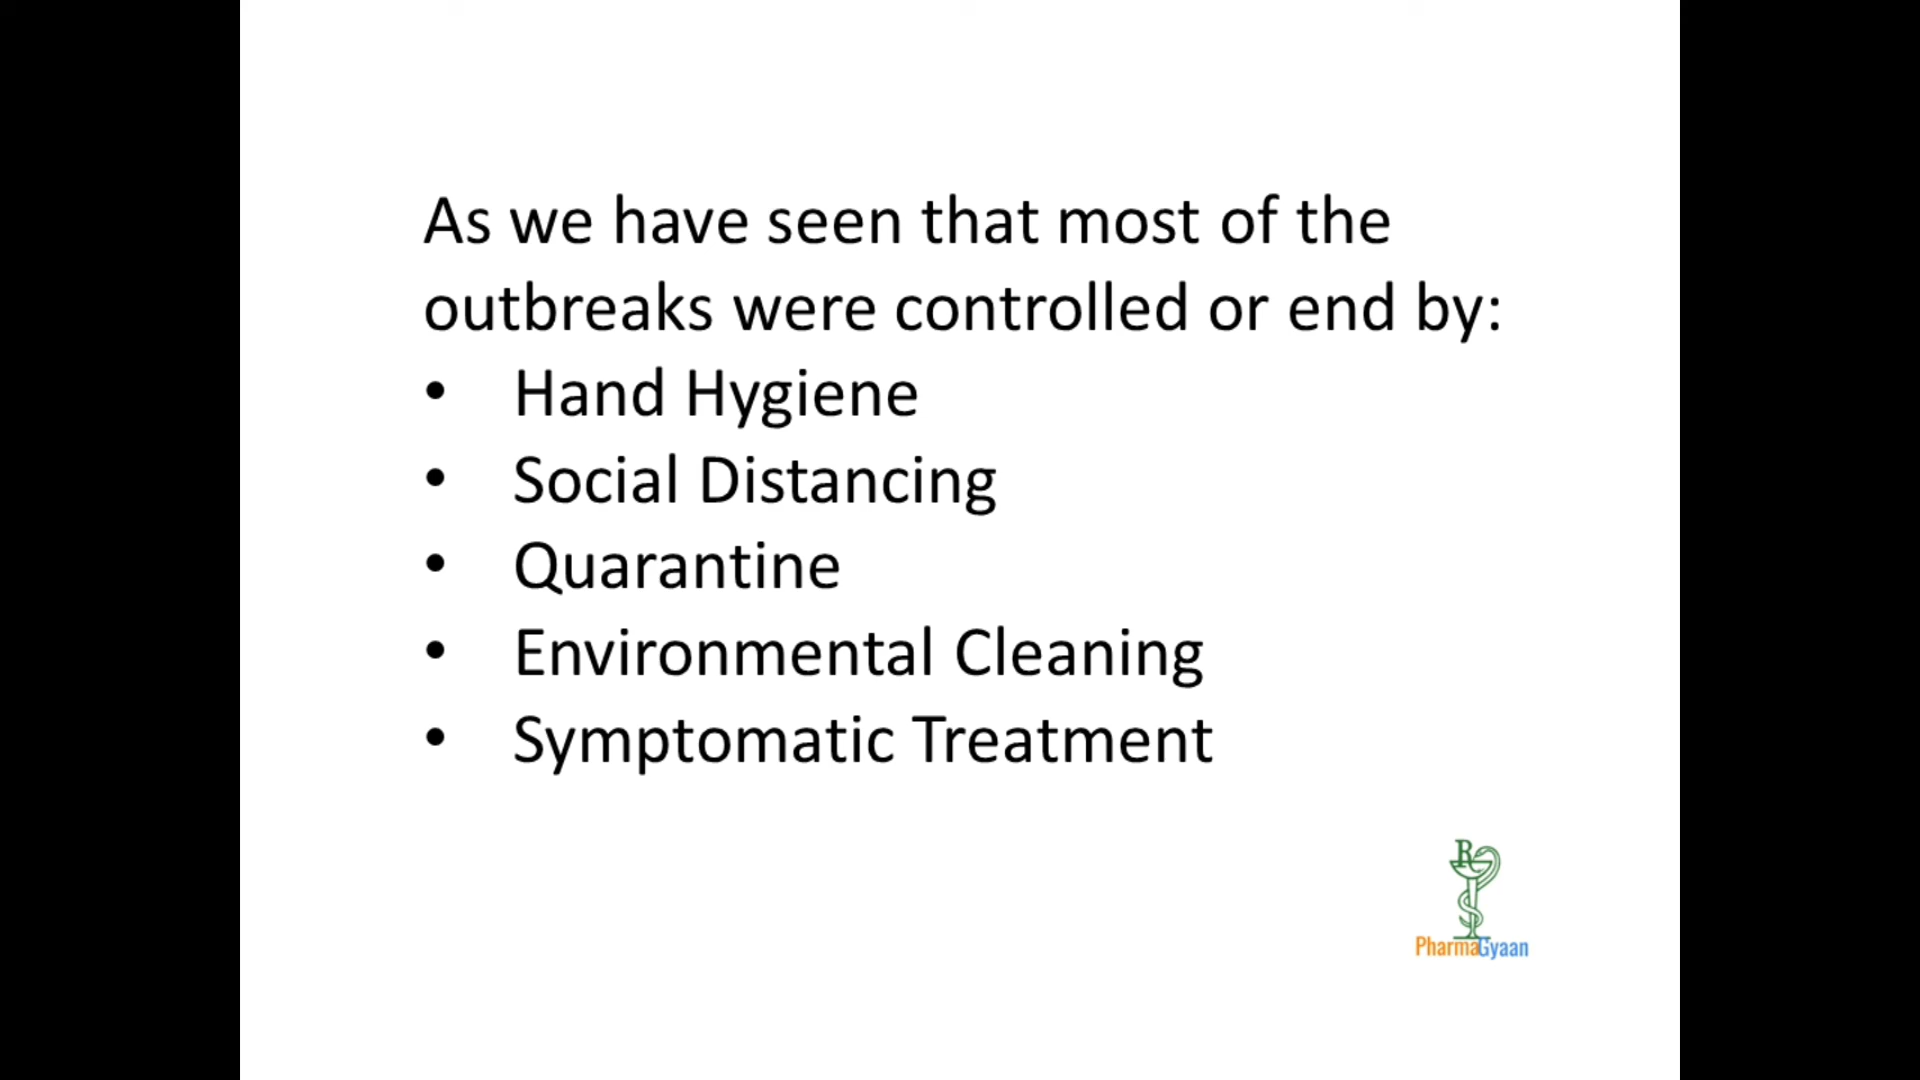 As we have seen that most of the
outbreaks were controlled or end by:
• Hand Hygiene
• Social Distancing
• Quarantine
• Environmental Cleaning
• Symptomatic Treatment
R
PharmaGyaan